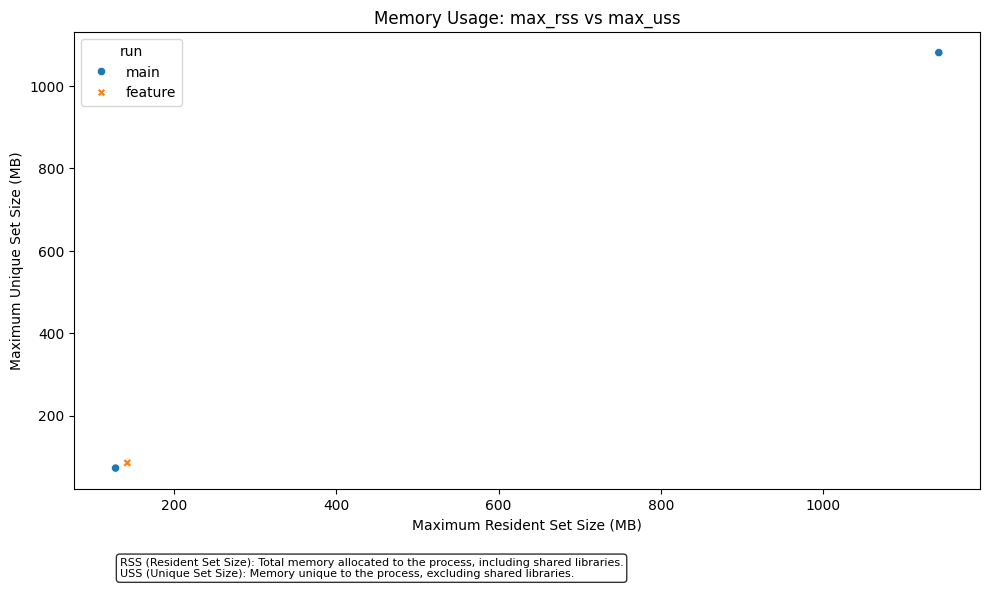 Memory Usage: max_rss vs max_uss
run
main
feature
Maximum Unique Set Size (MB)
1000
800
600
400
200
200
400
600
800
1000
Maximum Resident Set Size (MB)
RSS (Resident Set Size): Total memory allocated to the process, including shared libraries.
USS (Unique Set Size): Memory unique to the process, excluding shared libraries.